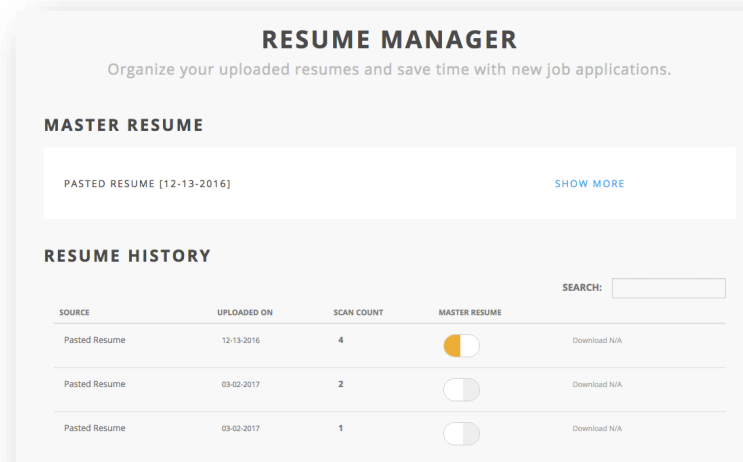 RESUME MANAGER
Organize your uploaded resumes and save time with new job applications.
MASTER RESUME
PASTED RESUME [12-13-2016] SHOW MORE
RESUME HISTORY
SEARCH:
SOURCE UPLOADED ON SCAN COUNT MASTER RESUME
Pasted Resume 12-13-2016 4 Download N/A
Pasted Resume 03-02-2017 2 Download N/A
Pasted Resume 03-02-2017 1 Download N/A